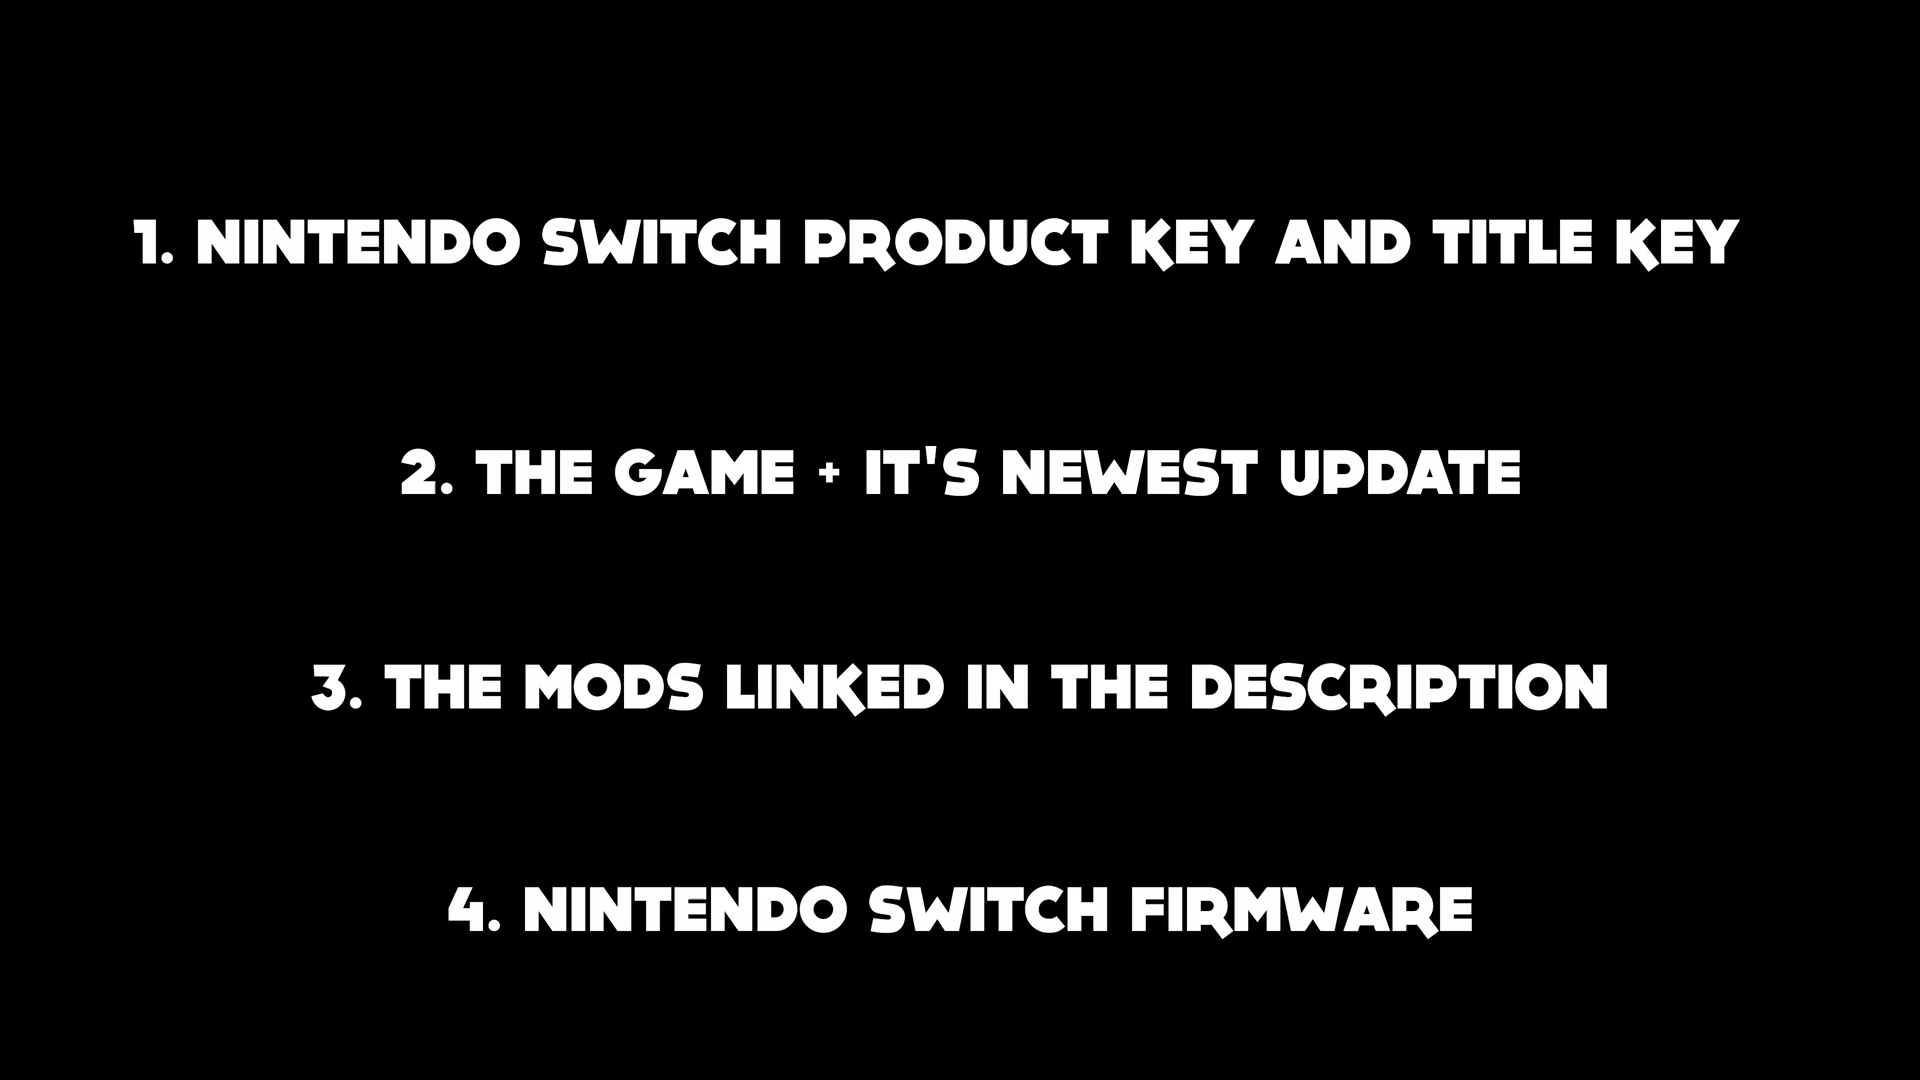 1. NINTENDO SWITCH PRODUCT KEY AND TITLE KEY
2. THE GAME + IT'S NEWEST UPDATE
3. THE MODS LINKED IN THE DESCRIPTION
4. NINTENDO SWITCH FIRMWARE